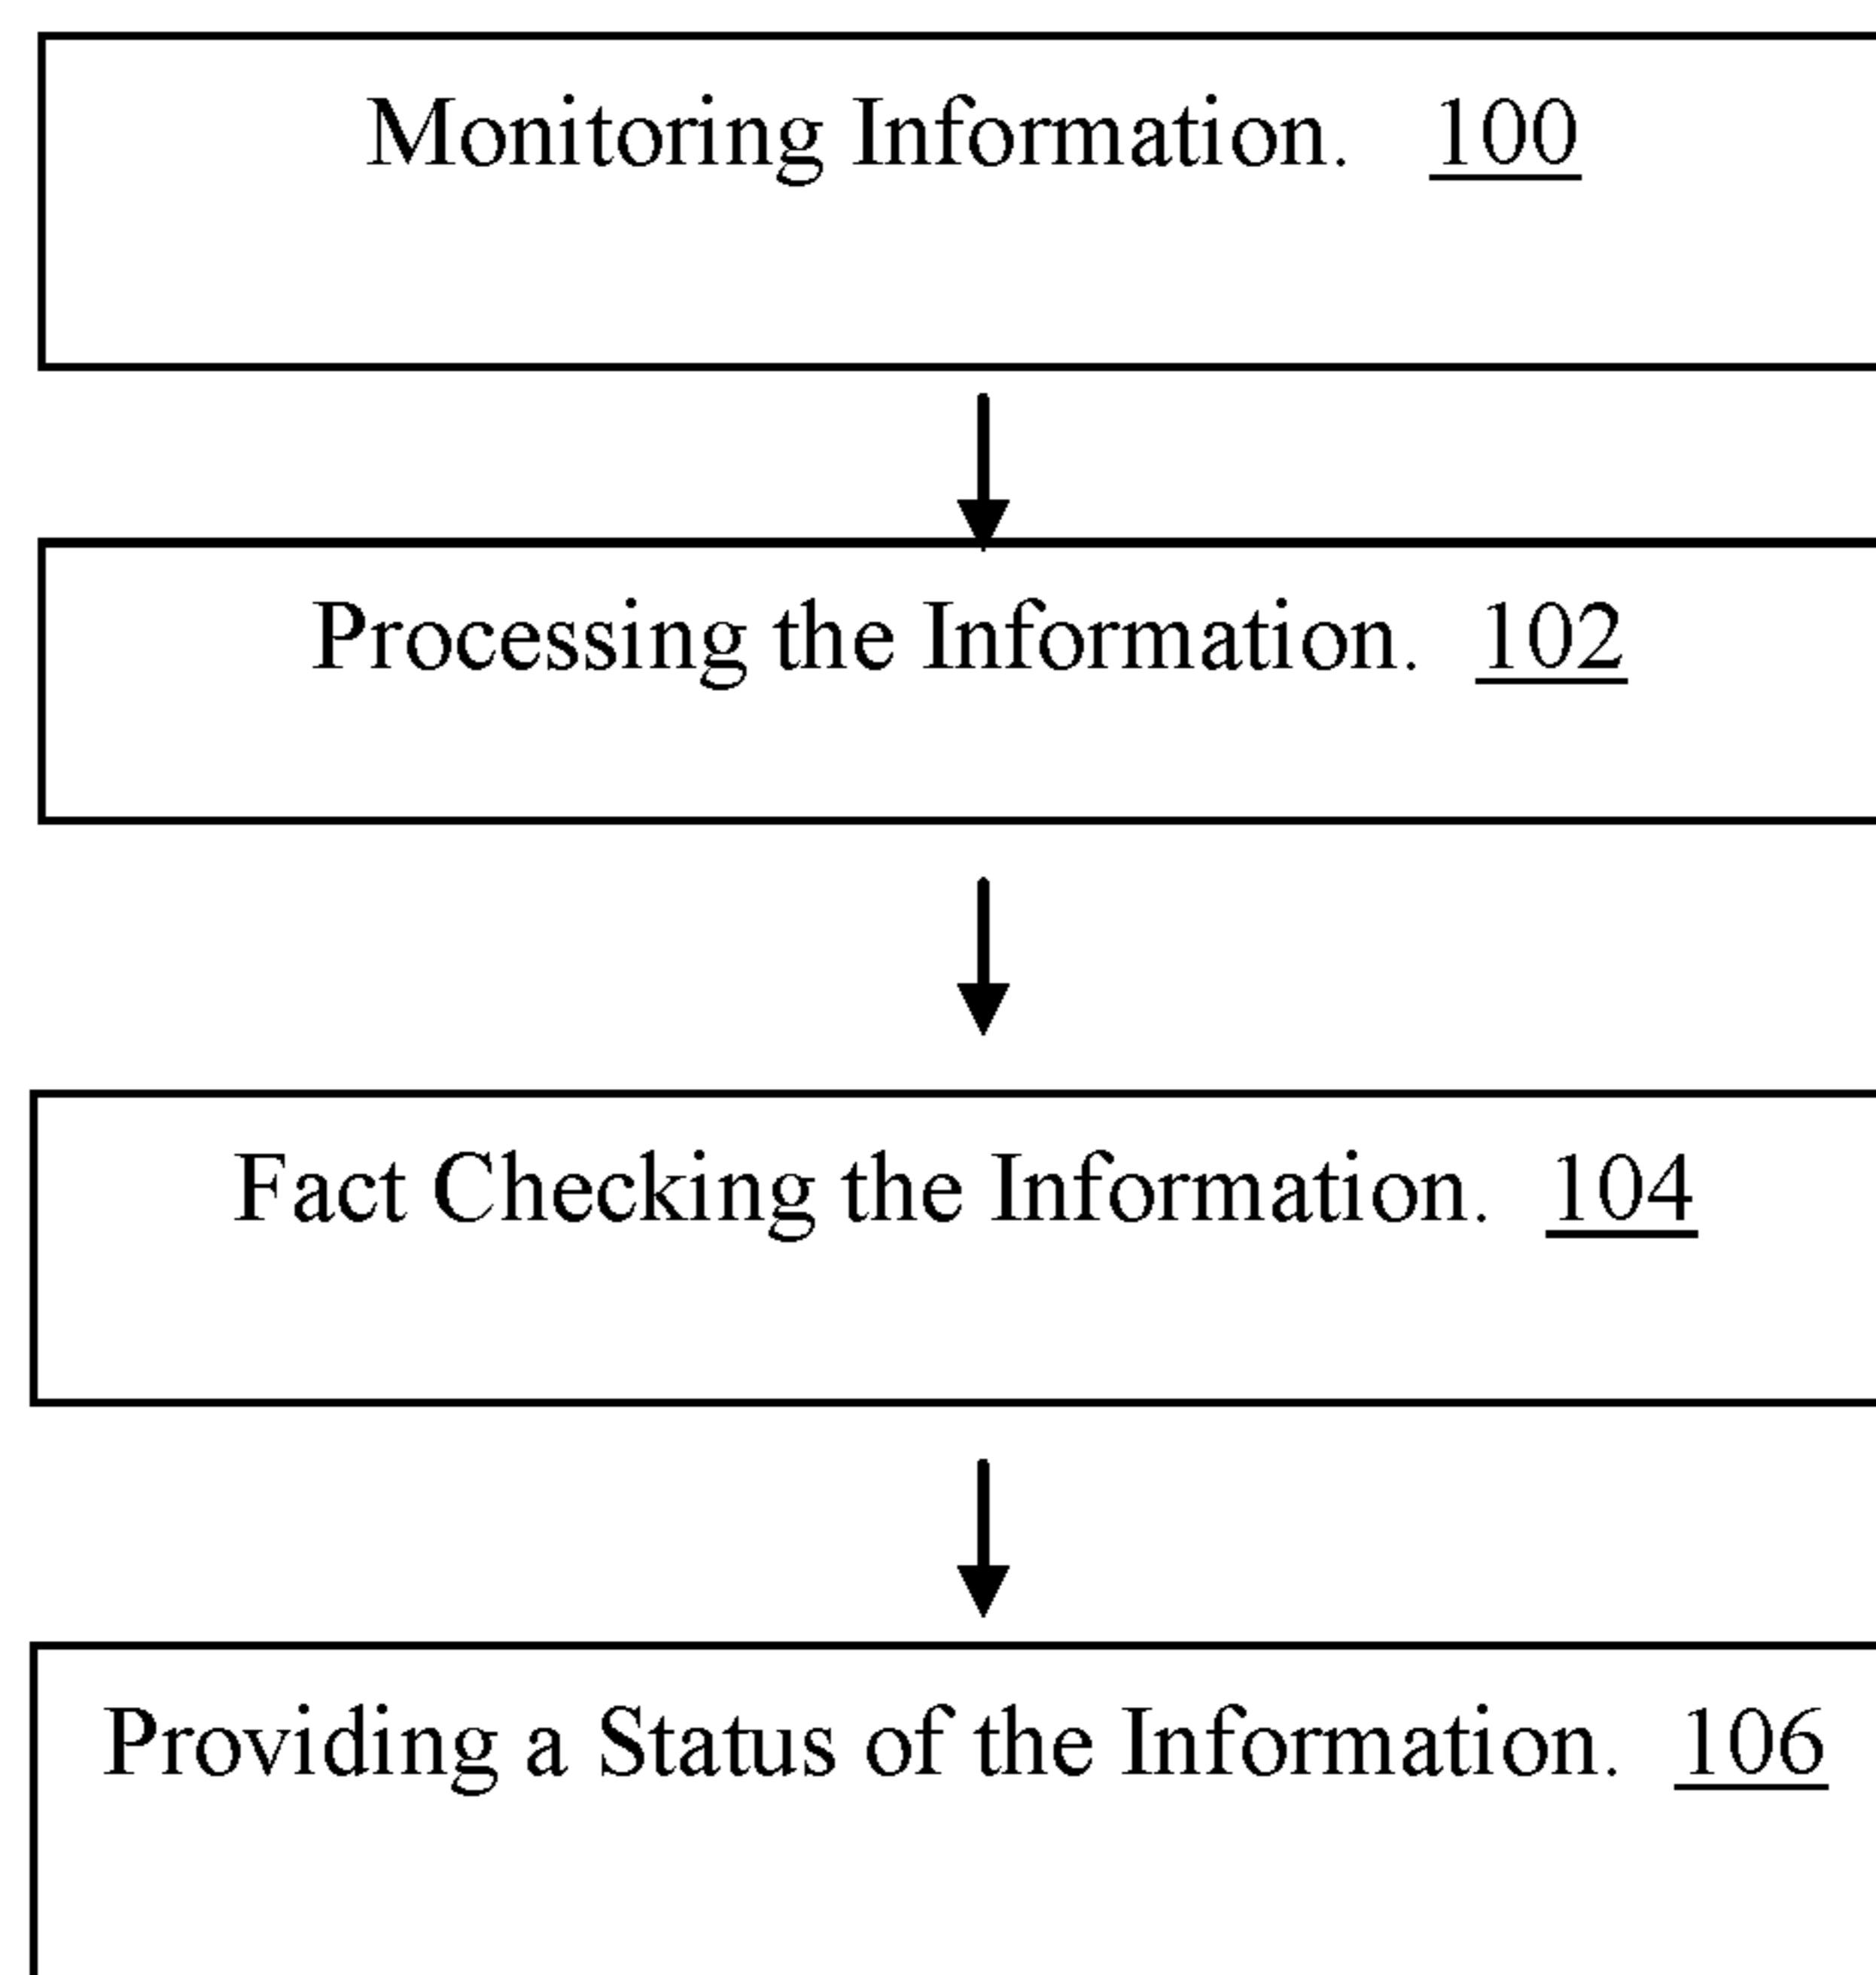 Monitoring Information. 100
Processing the Information. 102
Fact Checking the Information. 104
Providing a Status of the Information. 106